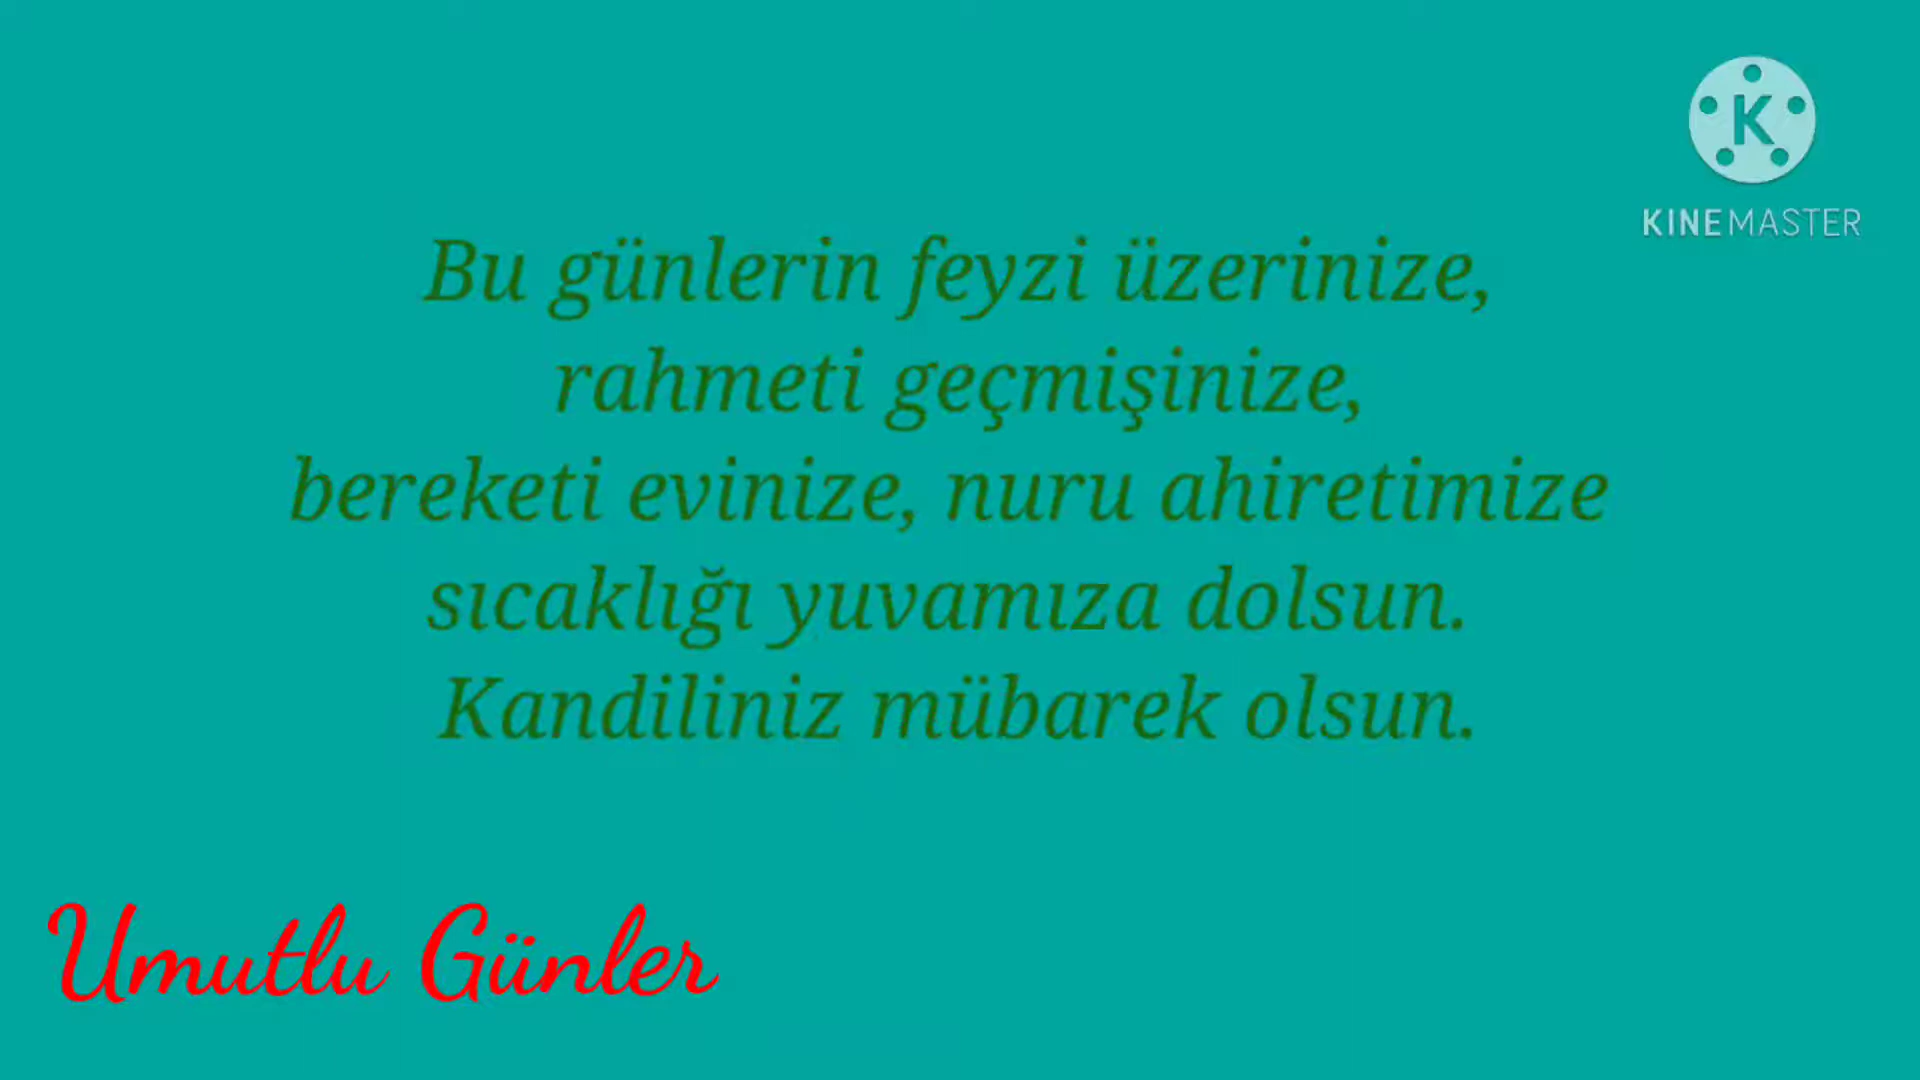 K
KINEMASTER
Bu günlerin feyzi üzerinize,
rahmeti geçmişinize,
bereketi evinize, nuru ahiretimize
sıcaklığı yuvamıza dolsun.
Kandiliniz mübarek olsun.
Umutlu Günler